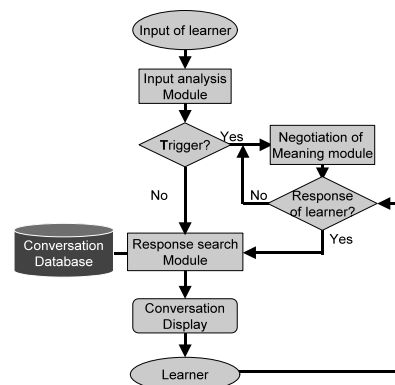 Input of learner
Input analysis
Module
Trigger?
Yes
Negotiation of
Meaning module
No
No
Response
of learner?
Yes
Conversation
Database
Response search
Module
Conversation
Display
Learner